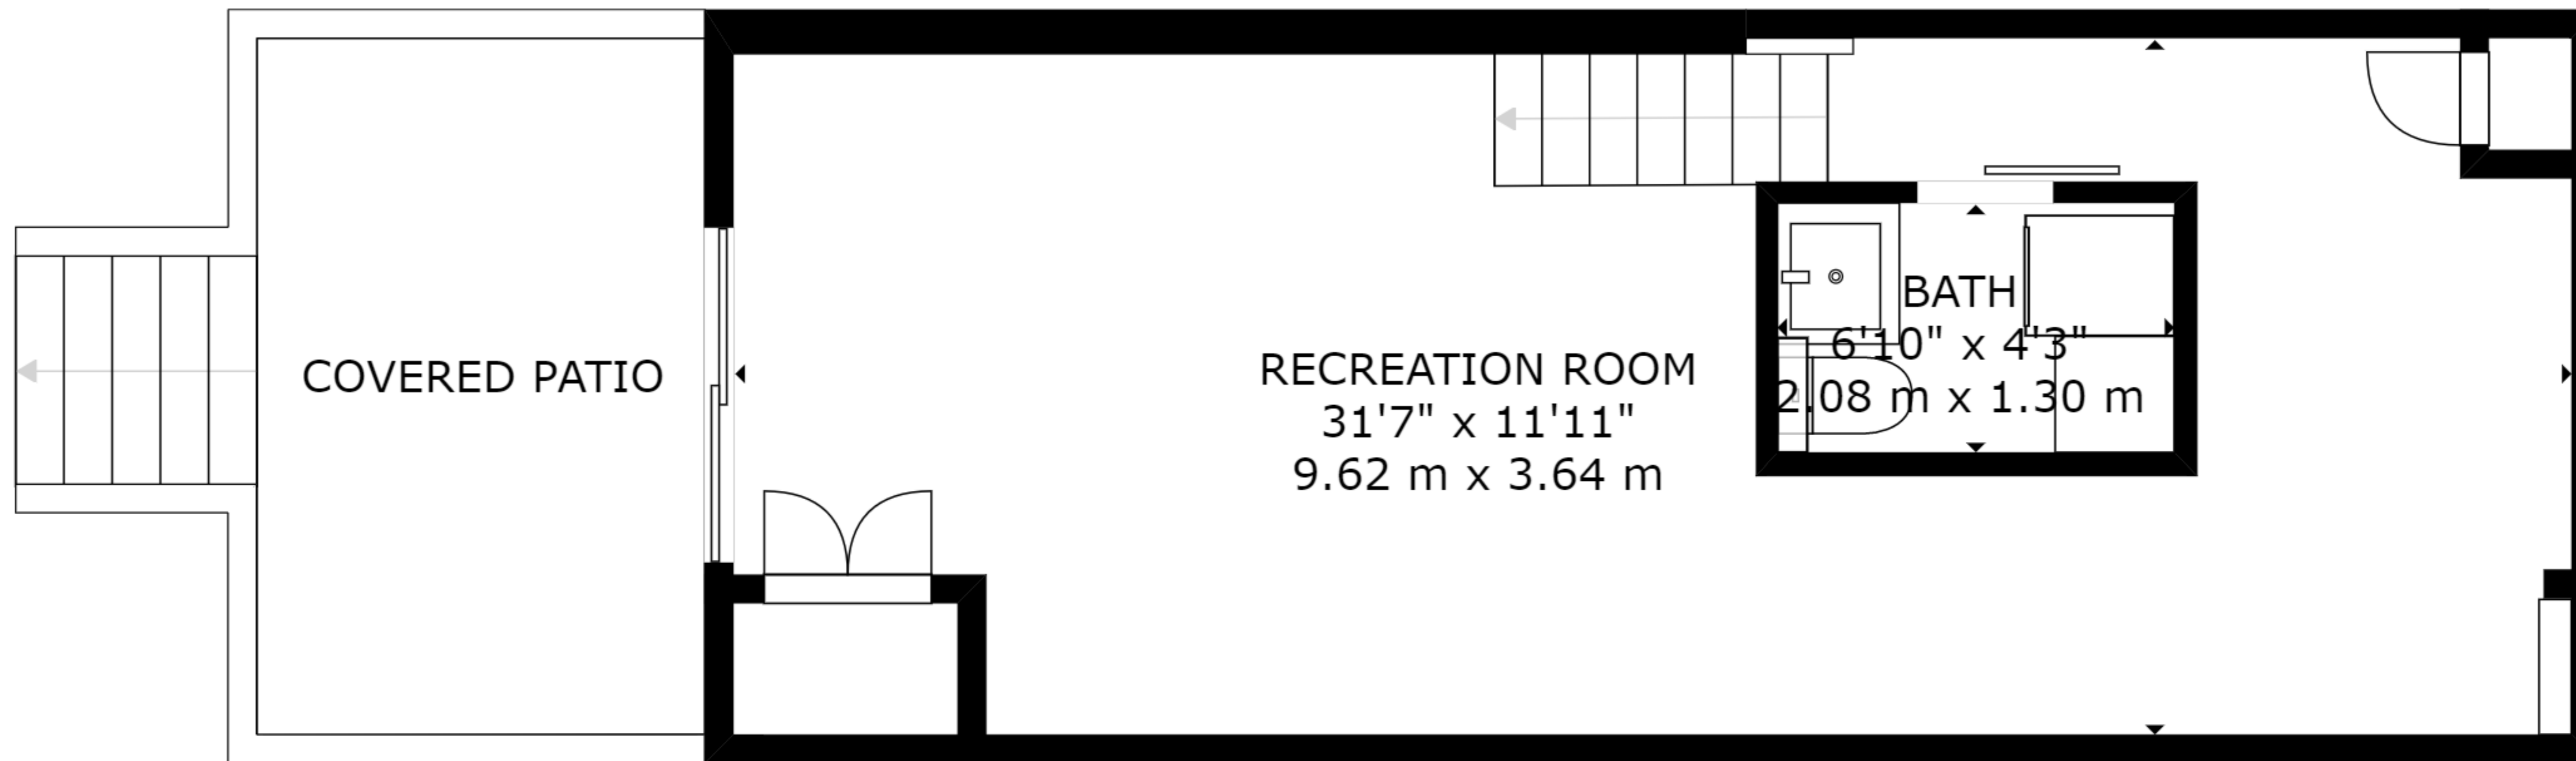 COVERED PATIO
RECREATION ROOM
31'7" x 11'11"
9.62 m x 3.64 m
BATH
6'10" x 4'3"
2.08 m x 1.30 m